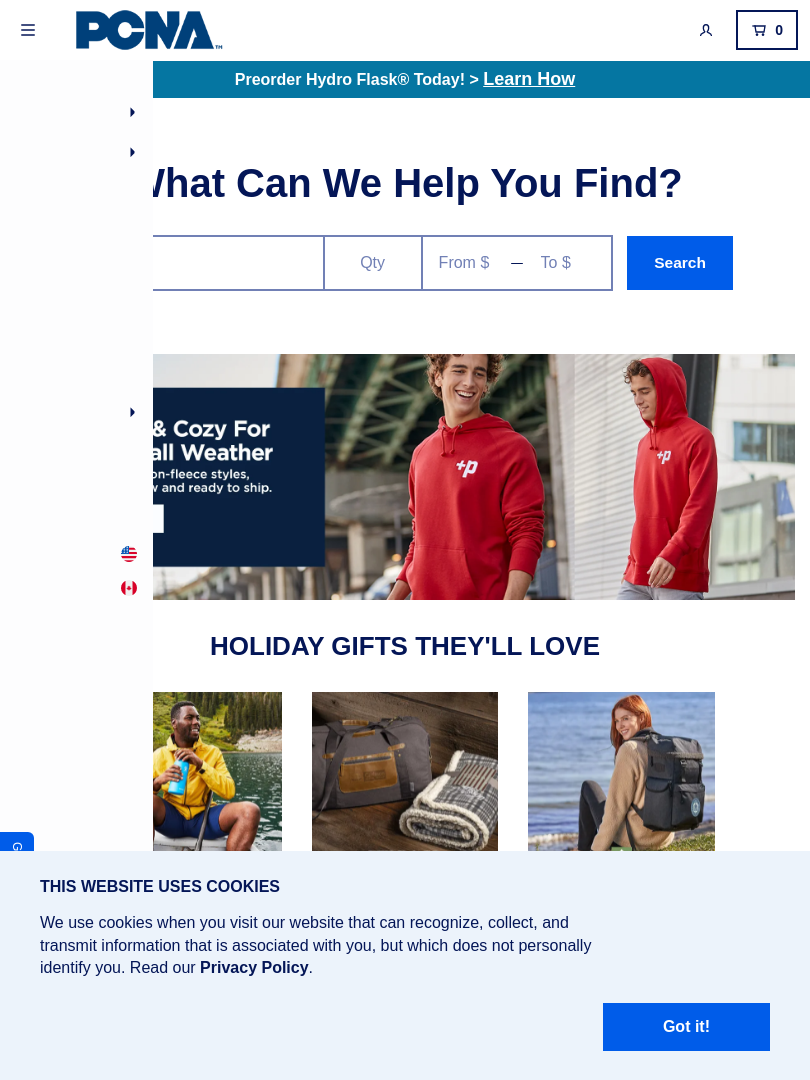 PCNA™
0
Preorder Hydro Flask® Today! > Learn How
What Can We Help You Find?
Qty
From $
To $
Search
& Cozy For
all Weather
on-fleece styles,
w and ready to ship.
+p
+p
HOLIDAY GIFTS THEY'LL LOVE
G
THIS WEBSITE USES COOKIES
We use cookies when you visit our website that can recognize, collect, and
transmit information that is associated with you, but which does not personally
identify you. Read our Privacy Policy.
Got it!